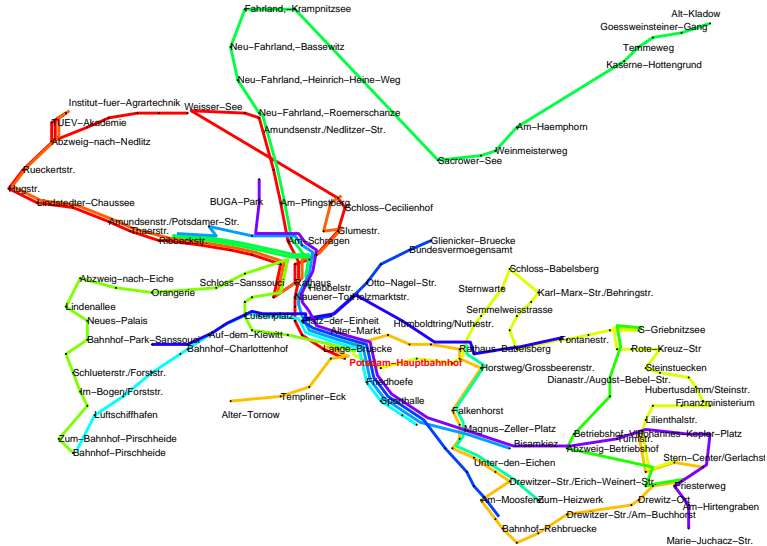 Fahrland,-Krampnitzsee
Alt-Kladow
Goessweinsteiner-Gang
Neu-Fahrland,-Bassewitz
Temmeweg
Kaserne-Hottengrund
Neu-Fahrland,-Heinrich-Heine-Weg
Institut-fuer-Agrartechnik
Weisser-See
Neu-Fahrland,-Roemerschanze
TUEV-Akademie
Amundsenstr./Nedlitzer-Str.
Am-Haemphorn
Abzweig-nach-Nedlitz
Weinmeisterweg
Sacrower-See
Rueckertstr.
Hugstr.
Lindstedter-Chaussee
BUGA-Park
Am-Pfingstberg
Schloss-Cecilienhof
Amundsenstr./Potsdamer-Str.
Thaerstr.
Glumestr.
Ribbeckstr.
Am-Schragen
Glienicker-Bruecke
Bundesvermoegensamt
Schloss-Babelsberg
Abzweig-nach-Eiche
Schloss-Sanssouci
Rathaus
Otto-Nagel-Str.
Hebbelstr.
Sternwarte
Orangerie
Karl-Marx-Str./Behringstr.
Nauener-Tor
Holzmarktstr.
Lindenallee
Semmelweisstrasse
Neues-Palais
Luisenplatz
Platz-der-Einheit
Humboldtring/Nuthestr.
S-Griebnitzsee
Alter-Markt
Auf-dem-Kiewitt
Bahnhof-Park-Sanssouci
Fontanestr.
Bahnhof-Charlottenhof
Lange-Bruecke
Rathaus-Babelsberg
Rote-Kreuz-Str
Potsdam-Hauptbahnhof
Horstweg/Grossbeerenstr.
Steinstuecken
Schlueterstr./Forststr.
Friedhoefe
Dianastr./August-Bebel-Str.
Im-Bogen/Forststr.
Templiner-Eck
Hubertusdamm/Steinstr.
Sporthalle
Finanzministerium
Luftschiffhafen
Alter-Tornow
Falkenhorst
Lilienthalstr.
Magnus-Zeller-Platz
Zum-Bahnhof-Pirschheide
Johannes-Kepler-Platz
Turmstr.
Bisamkiez
Abzweig-Betriebshof
Bahnhof-Pirschheide
Stern-Center/Gerlachstr
Unter-den-Eichen
Drewitzer-Str./Erich-Weinert-Str.
Priesterweg
Am-Moosfenn
Zum-Heizwerk
Drewitz-Ort
Am-Hirtengraben
Drewitzer-Str./Am-Buchhorst
Bahnhof-Rehbruecke
Marie-Juchacz-Str.